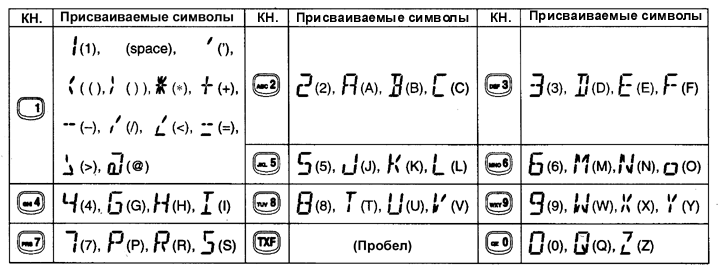 КН. Присваиваемые символы КН. Присваиваемые символы КН. Присваиваемые символы
1 (1), (space), ' ('),
( ((), ) ()), * (*), + (+),
-- (–), / (/), < (<), = (=),
> (>), @ (@)
ABC 2 2 (2), A (A), B (B), C (C)
DEF 3 3 (3), D (D), E (E), F (F)
JKL 5 5 (5), J (J), K (K), L (L)
MNO 6 6 (6), M (M), N (N), o (O)
GHI 4 4 (4), G (G), H (H), I (I)
TUV 8 8 (8), T (T), U (U), V (V)
WXY 9 9 (9), W (W), X (X), Y (Y)
PRS 7 7 (7), P (P), R (R), S (S)
TXF (Пробел)
QZ 0 0 (0), Q (Q), Z (Z)